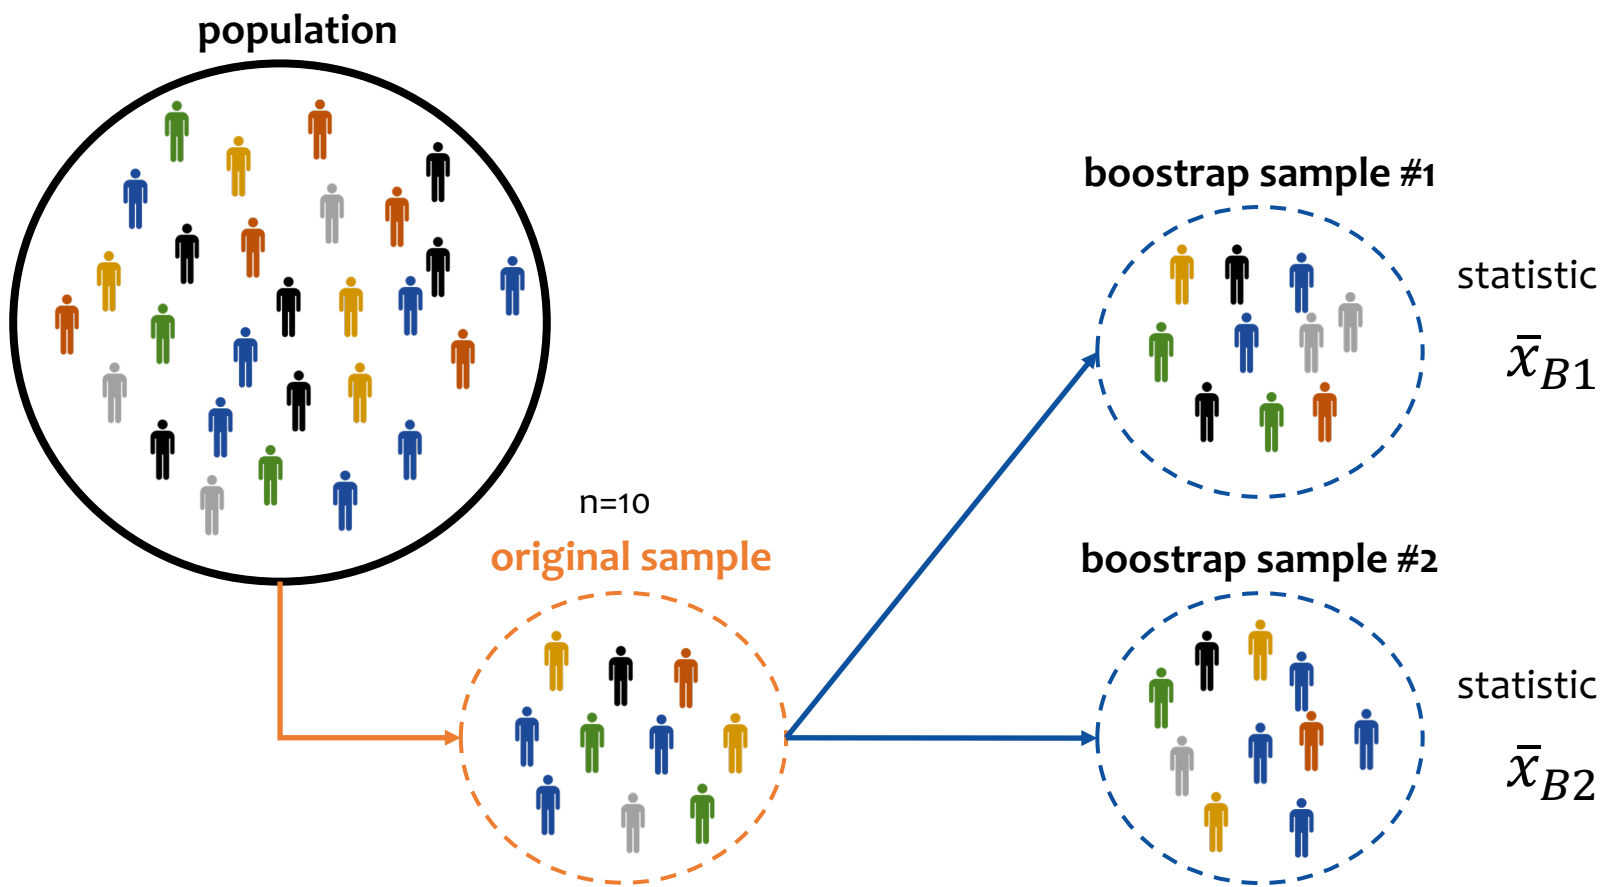 population
boostrap sample #1
statistic
x̄B1
n=10
original sample
boostrap sample #2
statistic
x̄B2